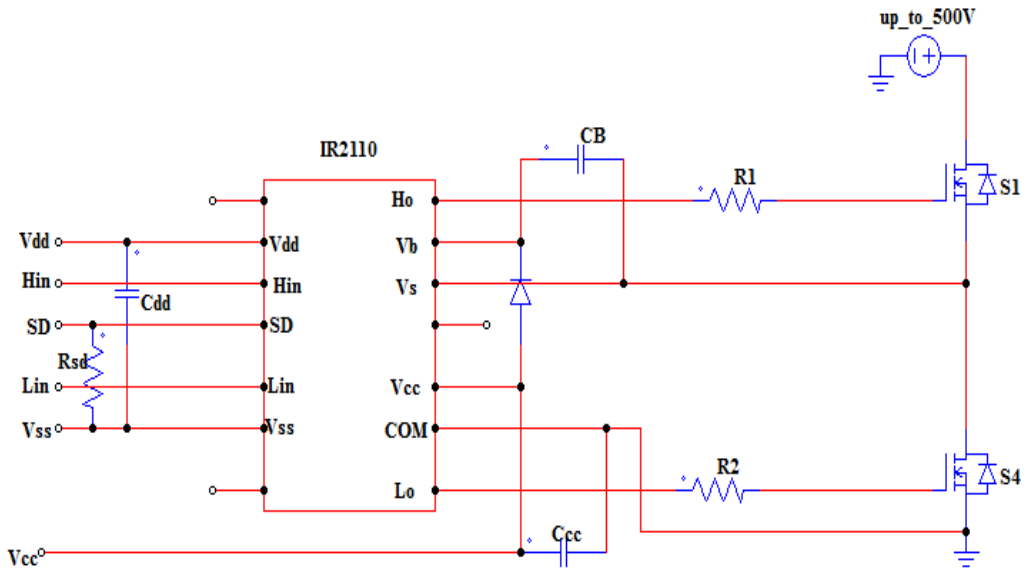 up_to_500V
IR2110
CB
R1
S1
Ho
Vdd
Vdd
Vb
Hin
Hin
Vs
Cdd
SD
SD
Rsd
Lin
Lin
Vcc
Vss
Vss
COM
R2
S4
Lo
Ccc
Vcc